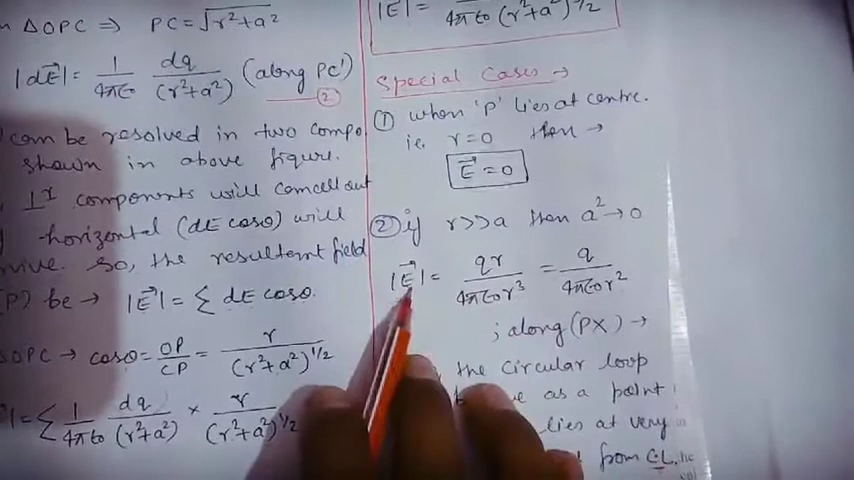 △OPC ⇒ PC = √r²+a²
|dE⃗| = 1/4πε₀ dq/(r²+a²) (along PC')
②
can be resolved in two compo.
shown in above figure.
⊥r components will cancell out
horizontal (dE cosθ) will
so, the resultant field
be → |E⃗| = Σ dE cosθ.
OPC → cosθ = OP/CP = r/(r²+a²)^1/2
= Σ 1/4πε₀ dq/(r²+a²) × r/(r²+a²)^1/2
|E| = 4πε₀(r²+a²)^3/2
Special Cases →
① when 'P' lies at centre.
ie. r=0 then →
E⃗ = 0
② if r>>a then a²→0
|E⃗| = qr/4πε₀r³ = q/4πε₀r²
; along (PX) →
the circular loop
as a point
lies at very
from C.L.